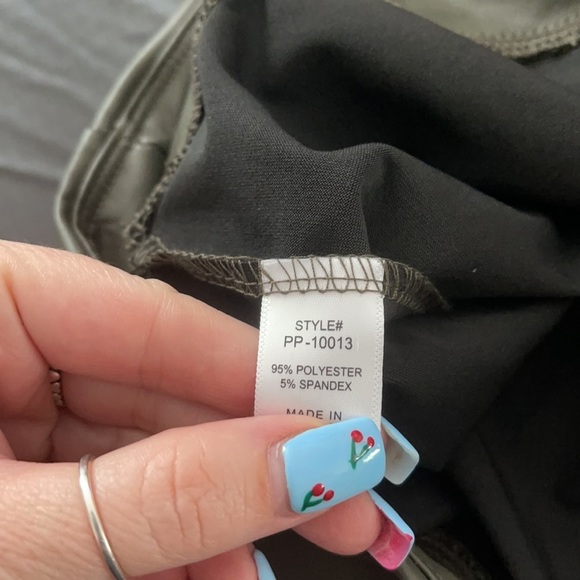 STYLE#
PP-10013
95% POLYESTER
5% SPANDEX
MADE IN